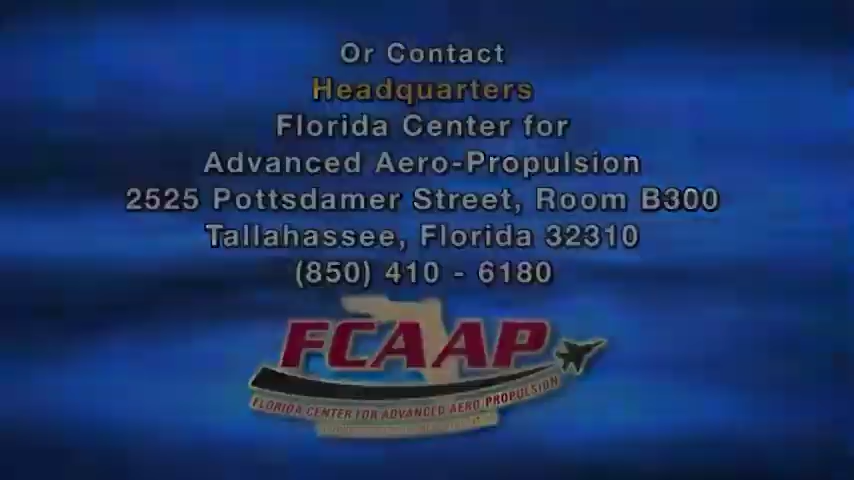 Or Contact
Headquarters
Florida Center for
Advanced Aero-Propulsion
2525 Pottsdamer Street, Room B300
Tallahassee, Florida 32310
(850) 410 - 6180
FCAAP
FLORIDA CENTER FOR ADVANCED AERO PROPULSION